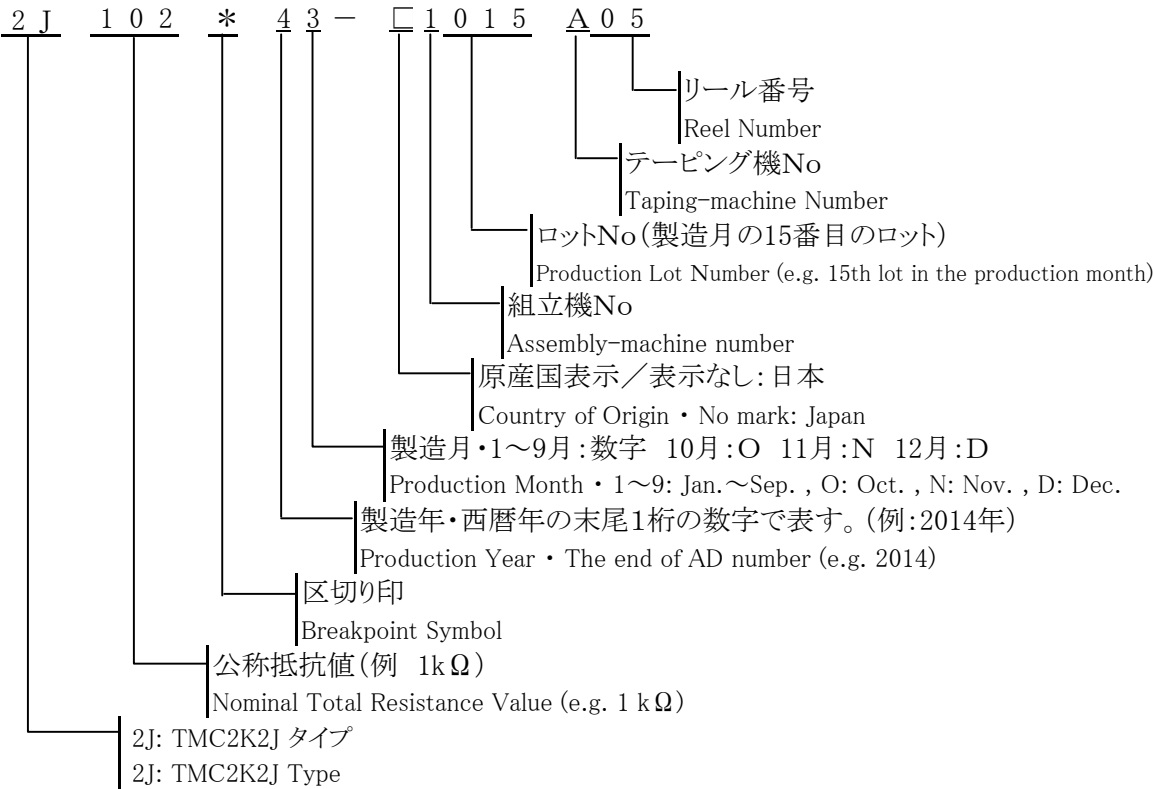 2J 102 * 43- □1015 A05
リール番号
Reel Number
テーピング機No
Taping-machine Number
ロットNo(製造月の15番目のロット)
Production Lot Number (e.g. 15th lot in the production month)
組立機No
Assembly-machine number
原産国表示/表示なし:日本
Country of Origin・No mark: Japan
製造月・1~9月:数字 10月:O 11月:N 12月:D
Production Month・1~9: Jan.~Sep. , O: Oct. , N: Nov. , D: Dec.
製造年・西暦年の末尾1桁の数字で表す。(例:2014年)
Production Year・The end of AD number (e.g. 2014)
区切り印
Breakpoint Symbol
公称抵抗値(例 1kΩ)
Nominal Total Resistance Value (e.g. 1 kΩ)
2J: TMC2K2J タイプ
2J: TMC2K2J Type